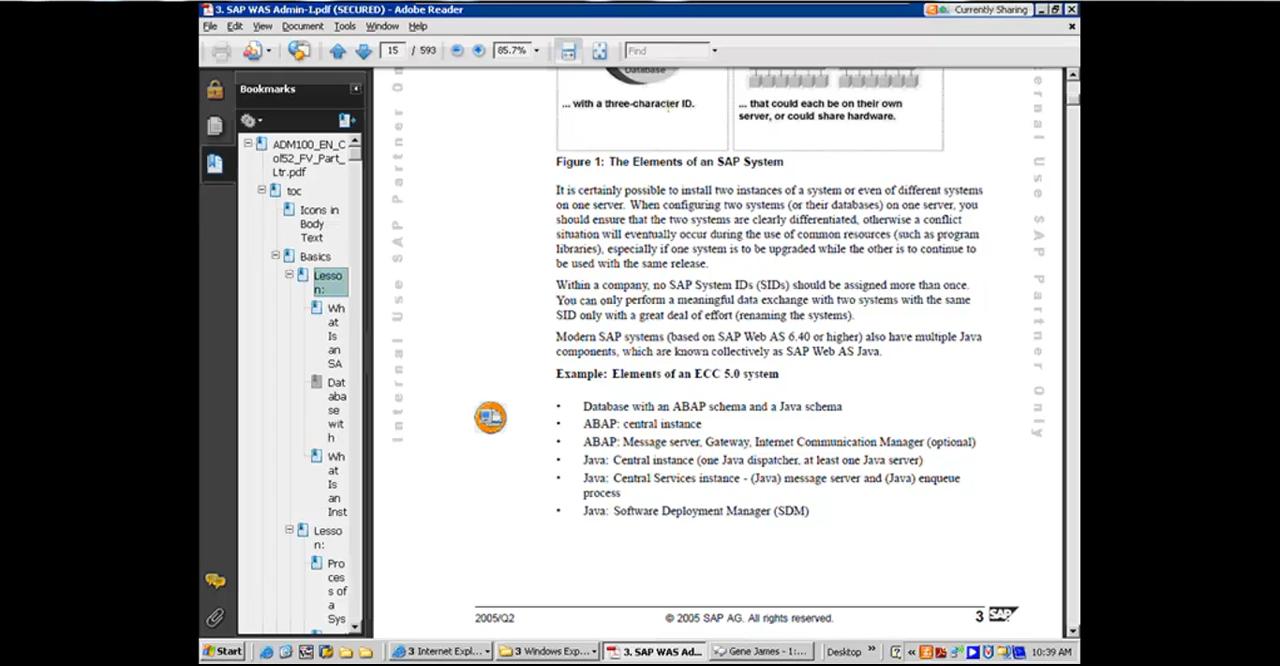 3. SAP WAS Admin-I.pdf (SECURED) - Adobe Reader
Currently Sharing
File Edit View Document Tools Window Help
15 / 593 85.7% Find
Bookmarks
ADM100_EN_C
ol52_FV_Part_
Ltr.pdf
toc
Icons in
Body
Text
Basics
Lesso
n:
Wh
at
Is
an
SA
Dat
aba
se
wit
h
Wh
at
Is
an
Inst
Lesso
n:
Pro
ces
s of
a
Sys
Database
... with a three-character ID.
... that could each be on their own
server, or could share hardware.
Figure 1: The Elements of an SAP System
It is certainly possible to install two instances of a system or even of different systems
on one server. When configuring two systems (or their databases) on one server, you
should ensure that the two systems are clearly differentiated, otherwise a conflict
situation will eventually occur during the use of common resources (such as program
libraries), especially if one system is to be upgraded while the other is to continue to
be used with the same release.
Within a company, no SAP System IDs (SIDs) should be assigned more than once.
You can only perform a meaningful data exchange with two systems with the same
SID only with a great deal of effort (renaming the systems).
Modern SAP systems (based on SAP Web AS 6.40 or higher) also have multiple Java
components, which are known collectively as SAP Web AS Java.
Example: Elements of an ECC 5.0 system
• Database with an ABAP schema and a Java schema
• ABAP: central instance
• ABAP: Message server, Gateway, Internet Communication Manager (optional)
• Java: Central instance (one Java dispatcher, at least one Java server)
• Java: Central Services instance - (Java) message server and (Java) enqueue
process
• Java: Software Deployment Manager (SDM)
2005/Q2 © 2005 SAP AG. All rights reserved. 3 SAP
Internal Use SAP Partner On
ernal Use SAP Partner Only
Start 3 Internet Expl... 3 Windows Exp... 3. SAP WAS Ad... Gene James - 1:... Desktop 10:39 AM